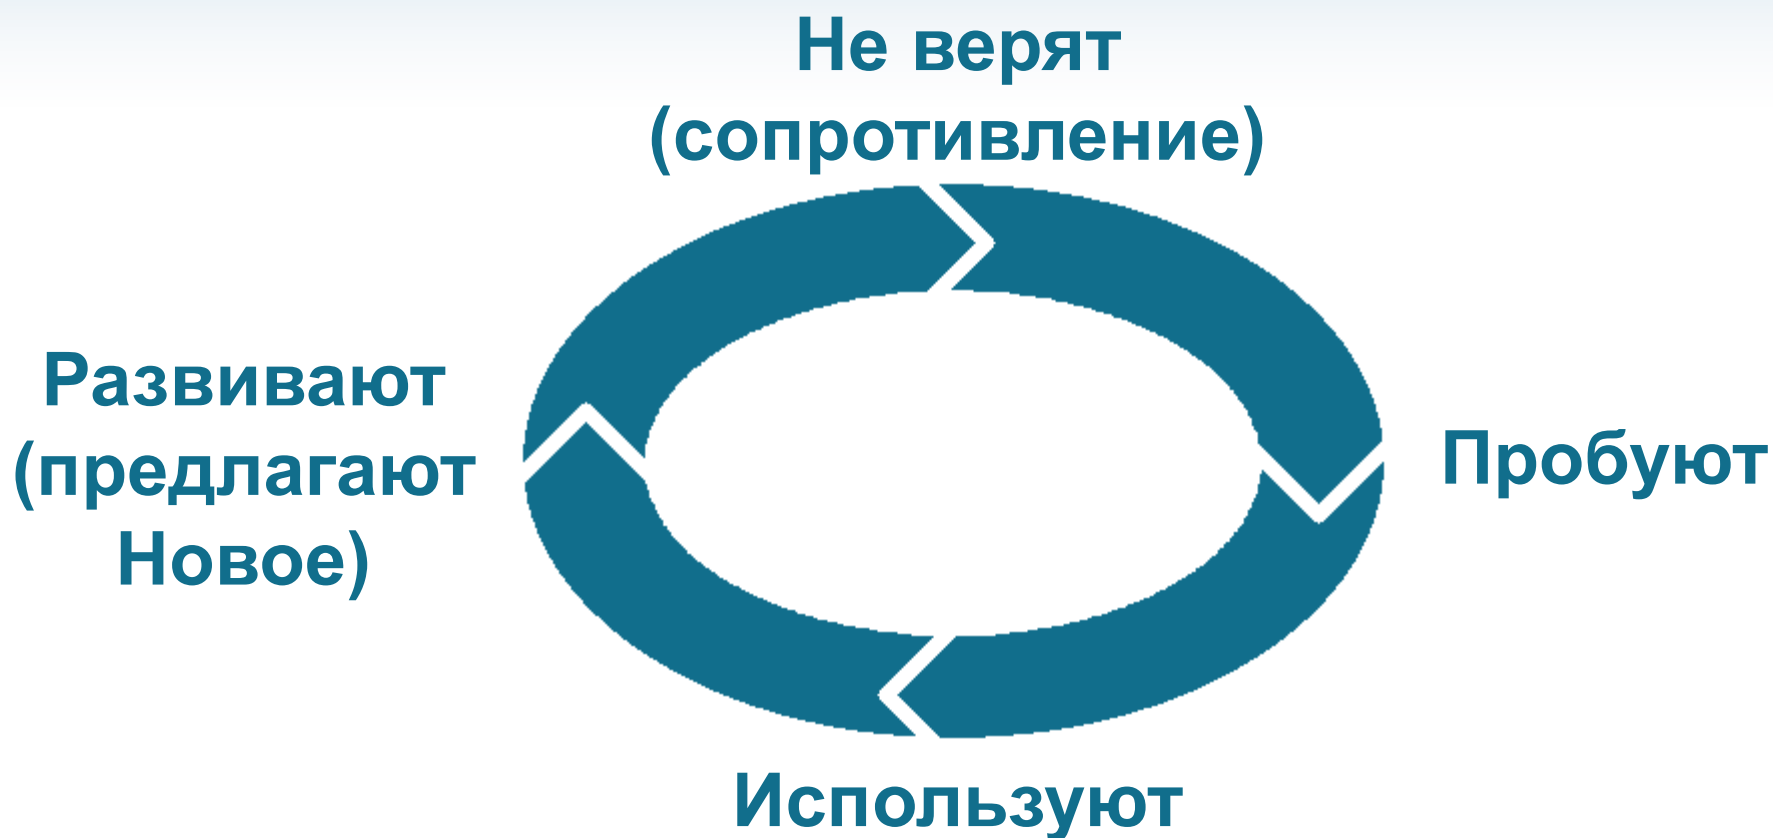 Не верят
(сопротивление)
Развивают
(предлагают
Новое)
Пробуют
Используют